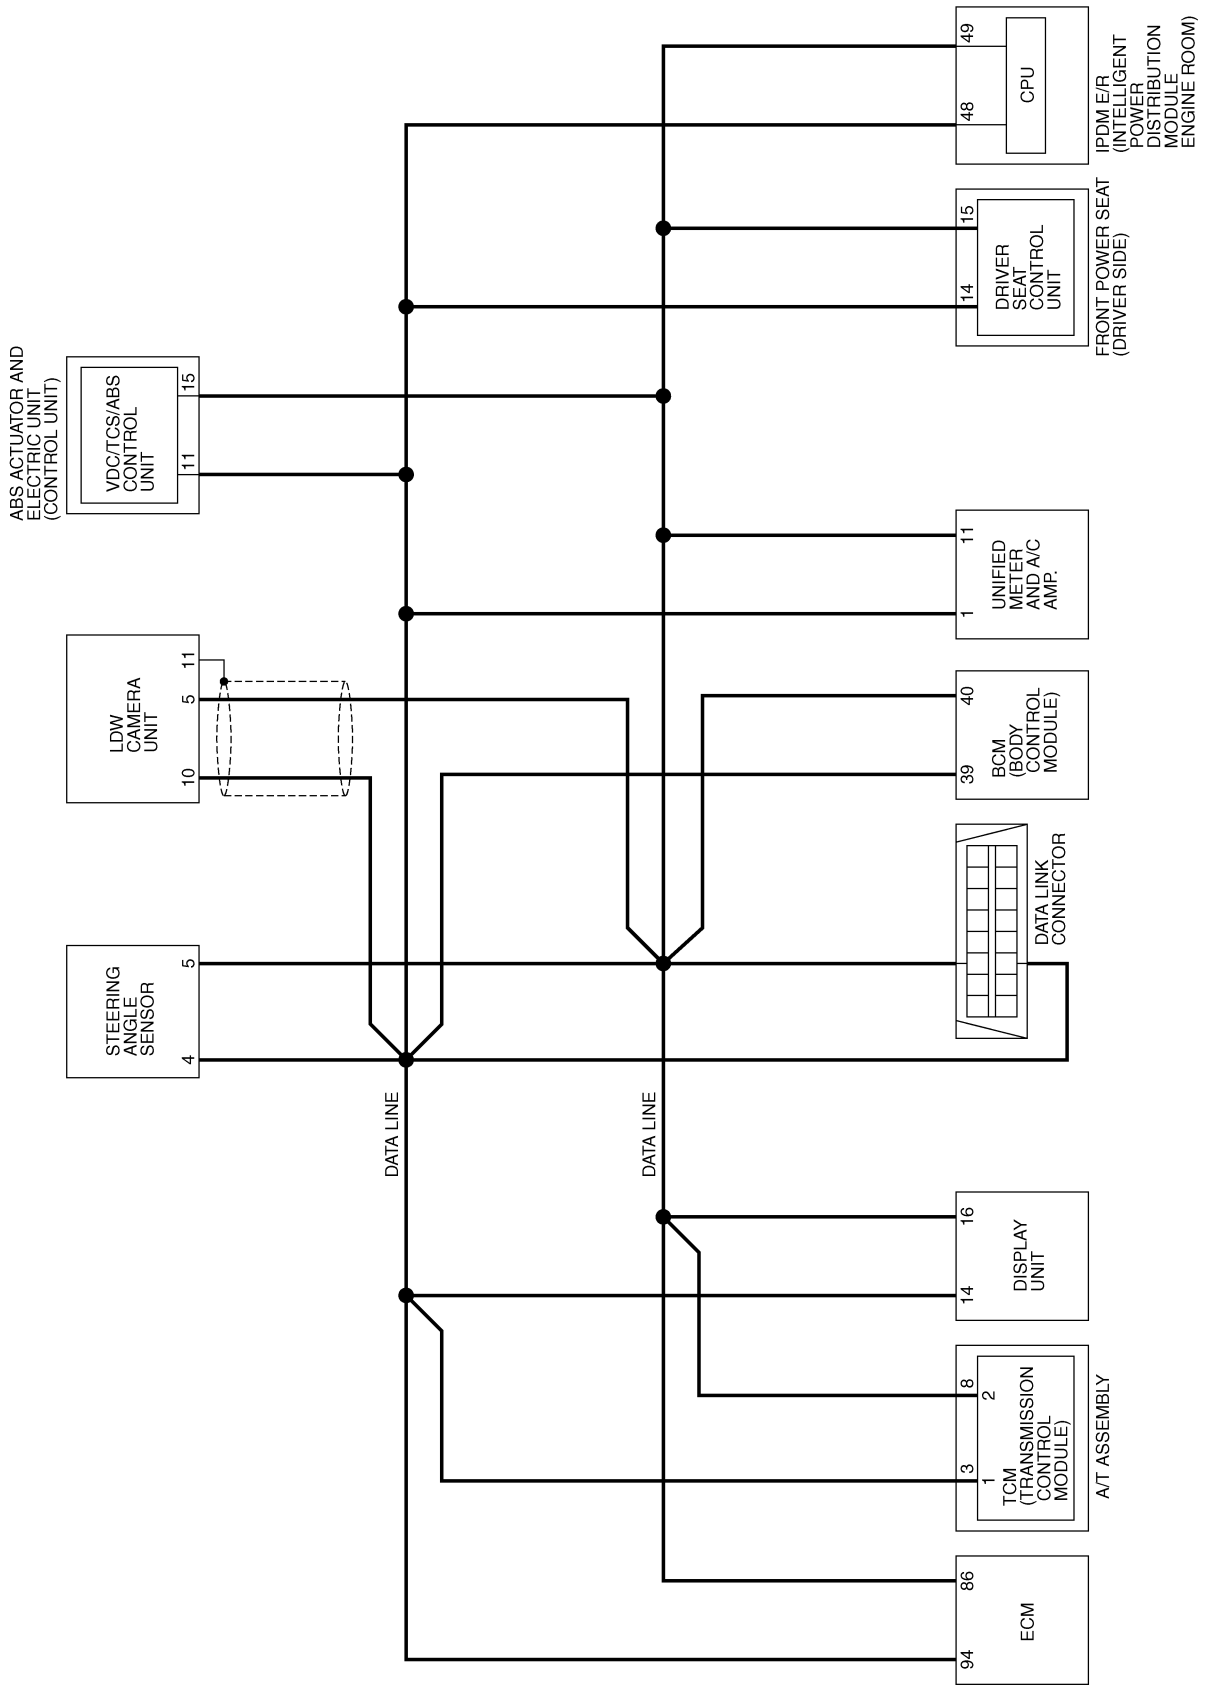 ABS ACTUATOR AND
ELECTRIC UNIT
(CONTROL UNIT)
VDC/TCS/ABS
CONTROL
UNIT
11
15
LDW
CAMERA
UNIT
10
5
11
STEERING
ANGLE
SENSOR
4
5
DATA LINE
DATA LINE
94
86
ECM
3
8
1
2
TCM
(TRANSMISSION
CONTROL
MODULE)
A/T ASSEMBLY
14
16
DISPLAY
UNIT
DATA LINK
CONNECTOR
39
40
BCM
(BODY
CONTROL
MODULE)
1
11
UNIFIED
METER
AND A/C
AMP.
14
15
DRIVER
SEAT
CONTROL
UNIT
FRONT POWER SEAT
(DRIVER SIDE)
48
49
CPU
IPDM E/R
(INTELLIGENT
POWER
DISTRIBUTION
MODULE
ENGINE ROOM)